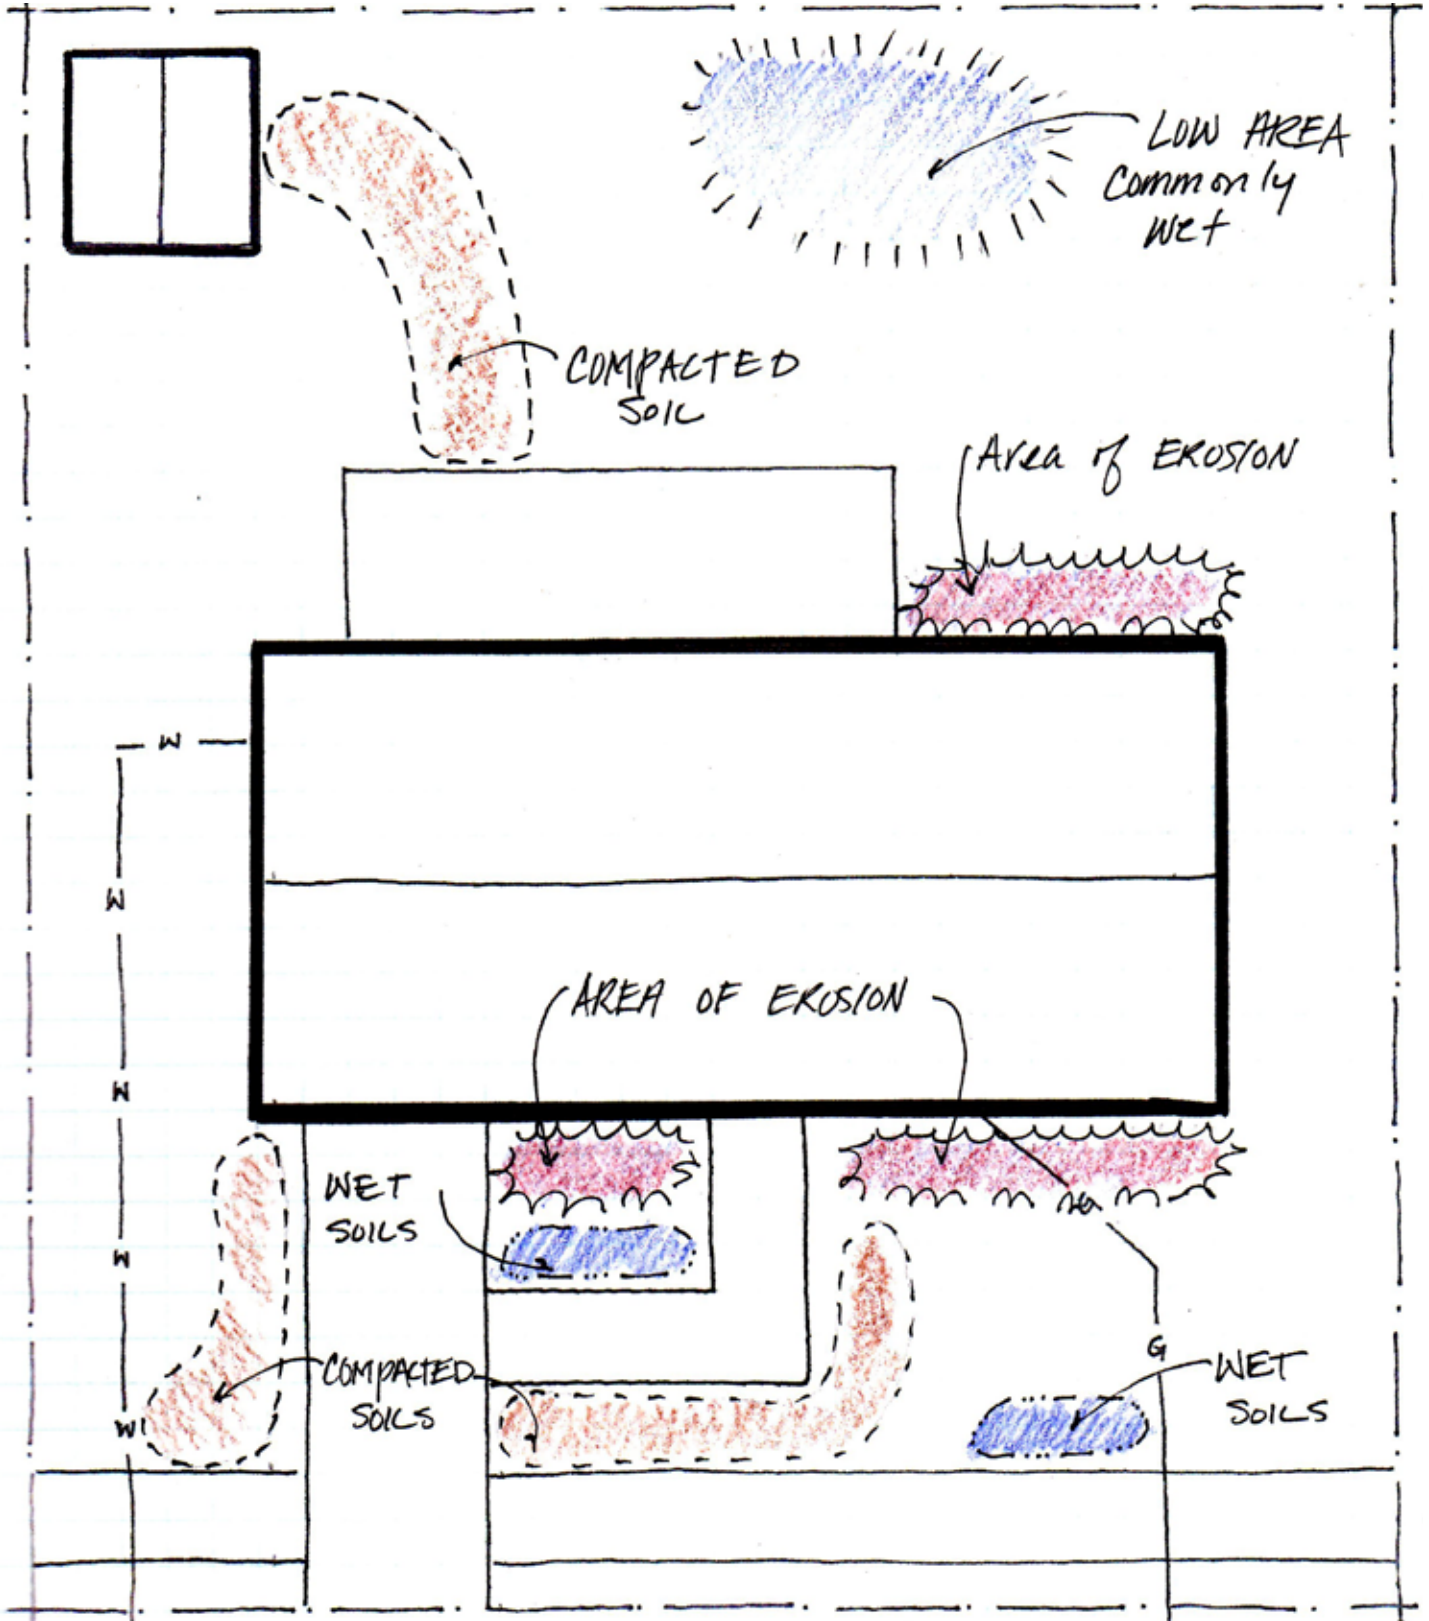 LOW AREA
Commonly
Wet
COMPACTED
SOIL
Area of EROSION
W
W
AREA OF EROSION
W
W
WET
SOILS
G
G
COMPACTED
SOILS
WET
SOILS
W